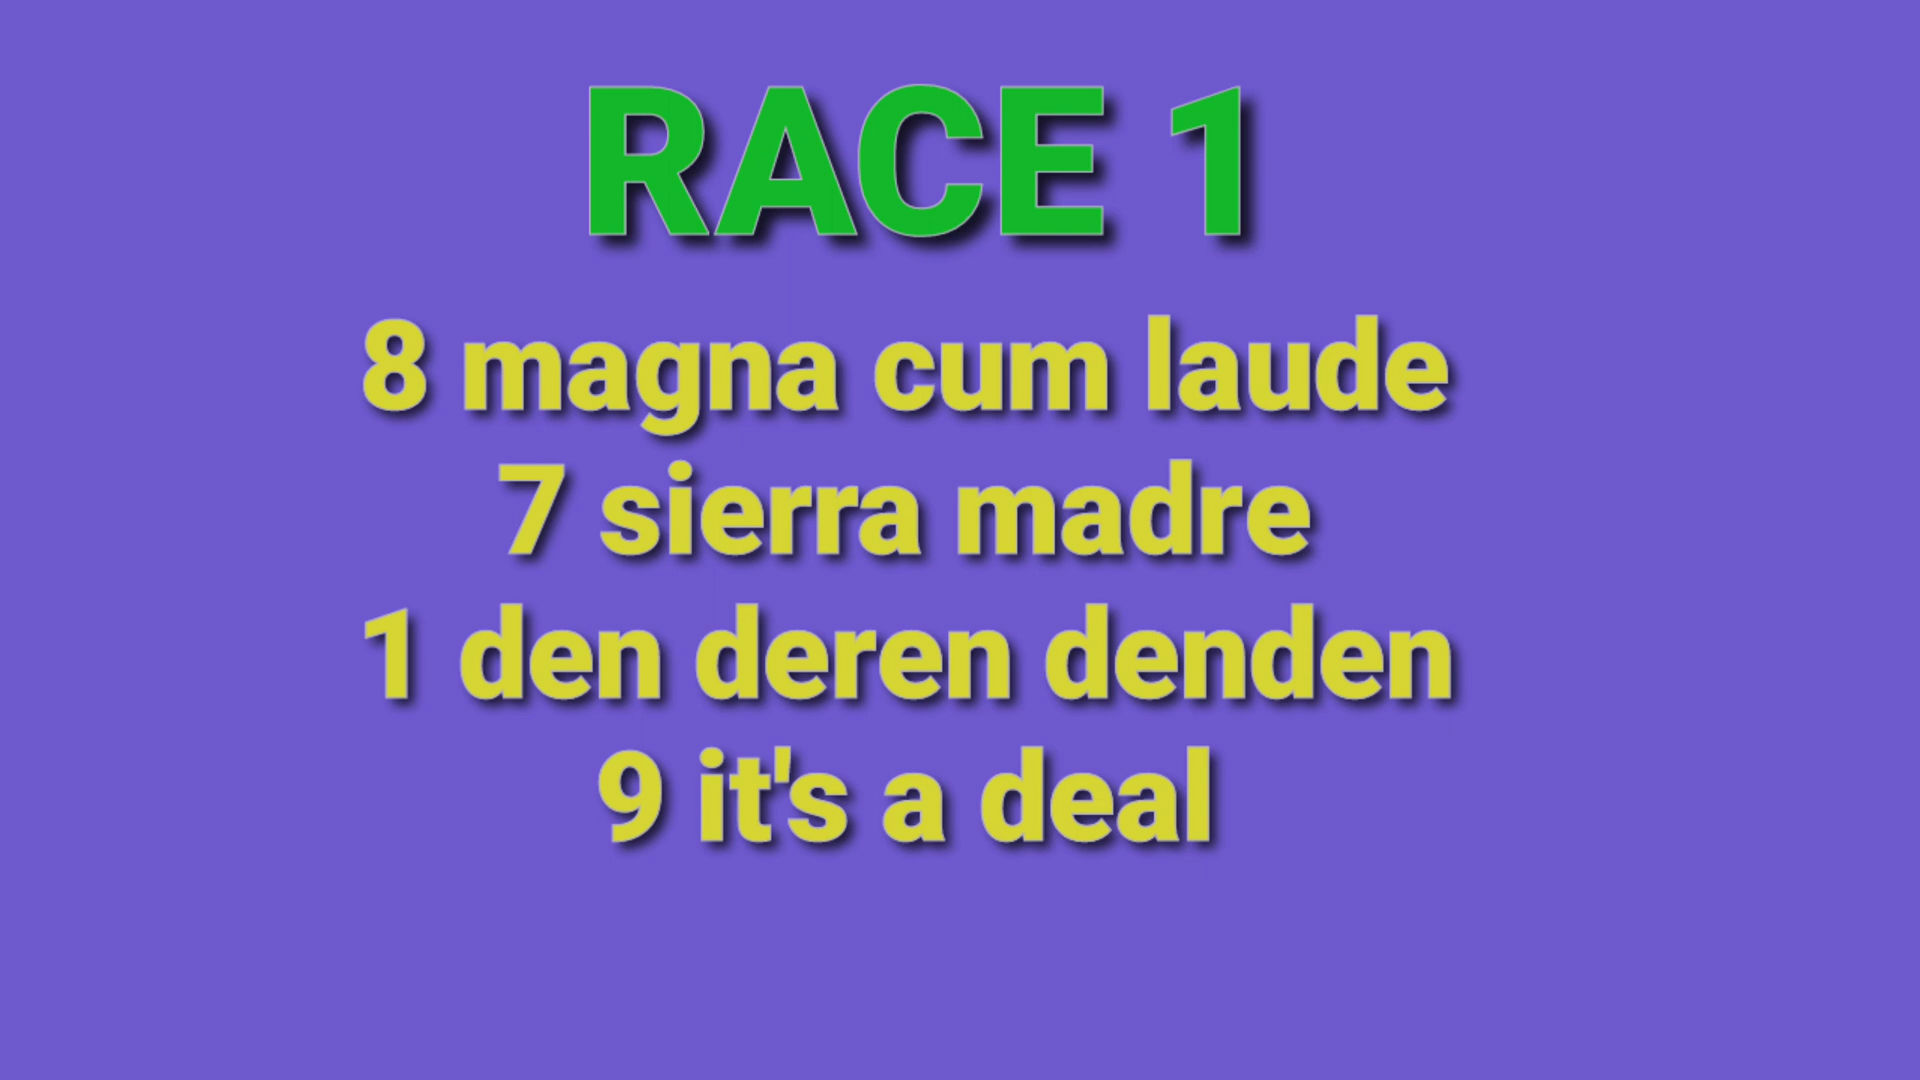 RACE 1
8 magna cum laude
7 sierra madre
1 den deren denden
9 it's a deal